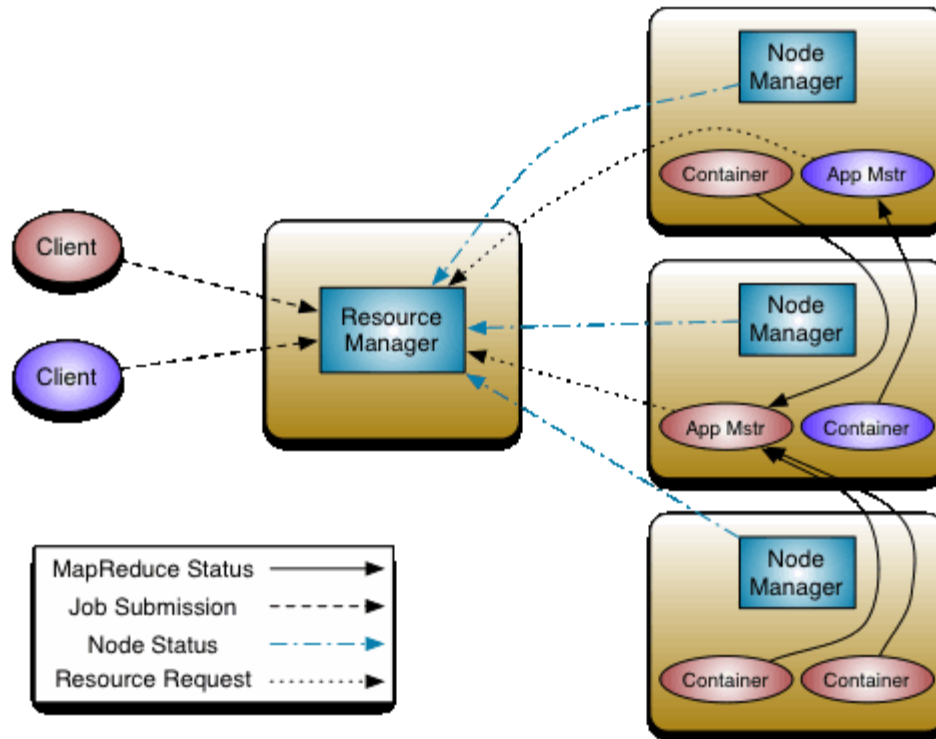 Node
Manager
Container
App Mstr
Client
Resource
Manager
Node
Manager
Client
App Mstr
Container
MapReduce Status
Job Submission
Node Status
Resource Request
Node
Manager
Container
Container